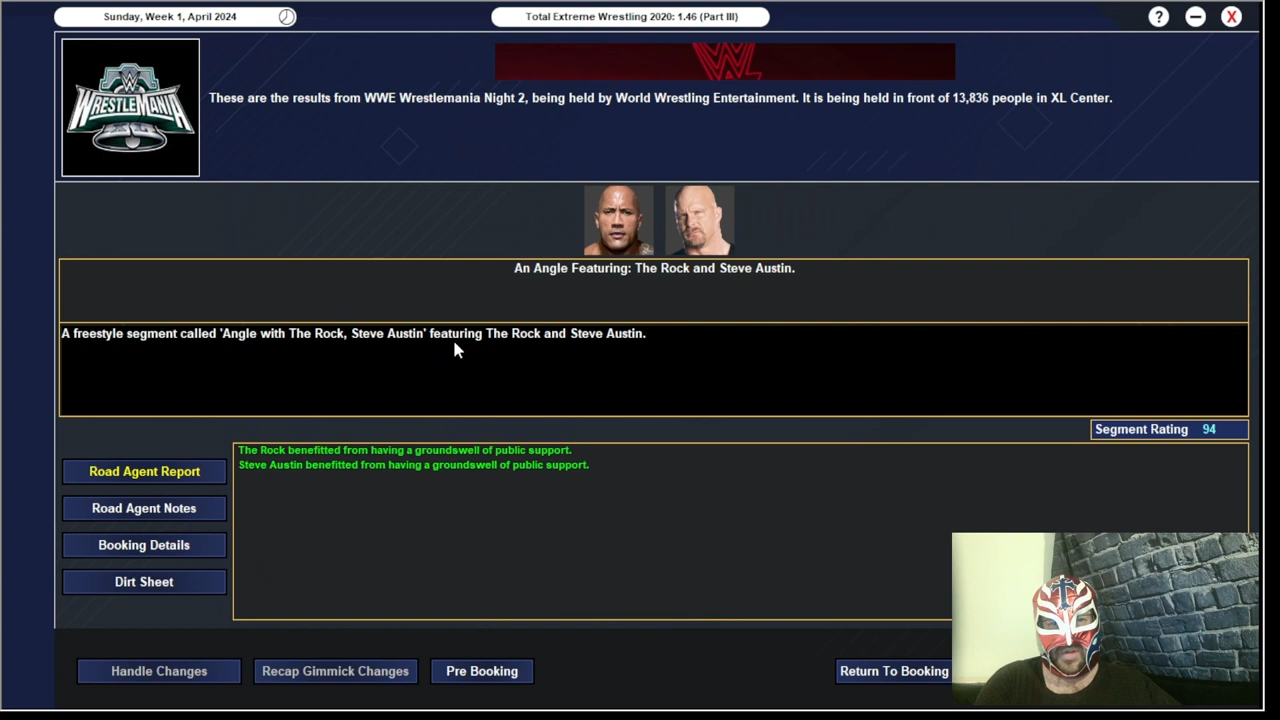 Sunday, Week 1, April 2024
Total Extreme Wrestling 2020: 1.46 (Part III)
?
X
W
WRESTLEMANIA
XL
These are the results from WWE Wrestlemania Night 2, being held by World Wrestling Entertainment. It is being held in front of 13,836 people in XL Center.
An Angle Featuring: The Rock and Steve Austin.
A freestyle segment called 'Angle with The Rock, Steve Austin' featuring The Rock and Steve Austin.
Segment Rating 94
The Rock benefitted from having a groundswell of public support.
Steve Austin benefitted from having a groundswell of public support.
Road Agent Report
Road Agent Notes
Booking Details
Dirt Sheet
Handle Changes
Recap Gimmick Changes
Pre Booking
Return To Booking